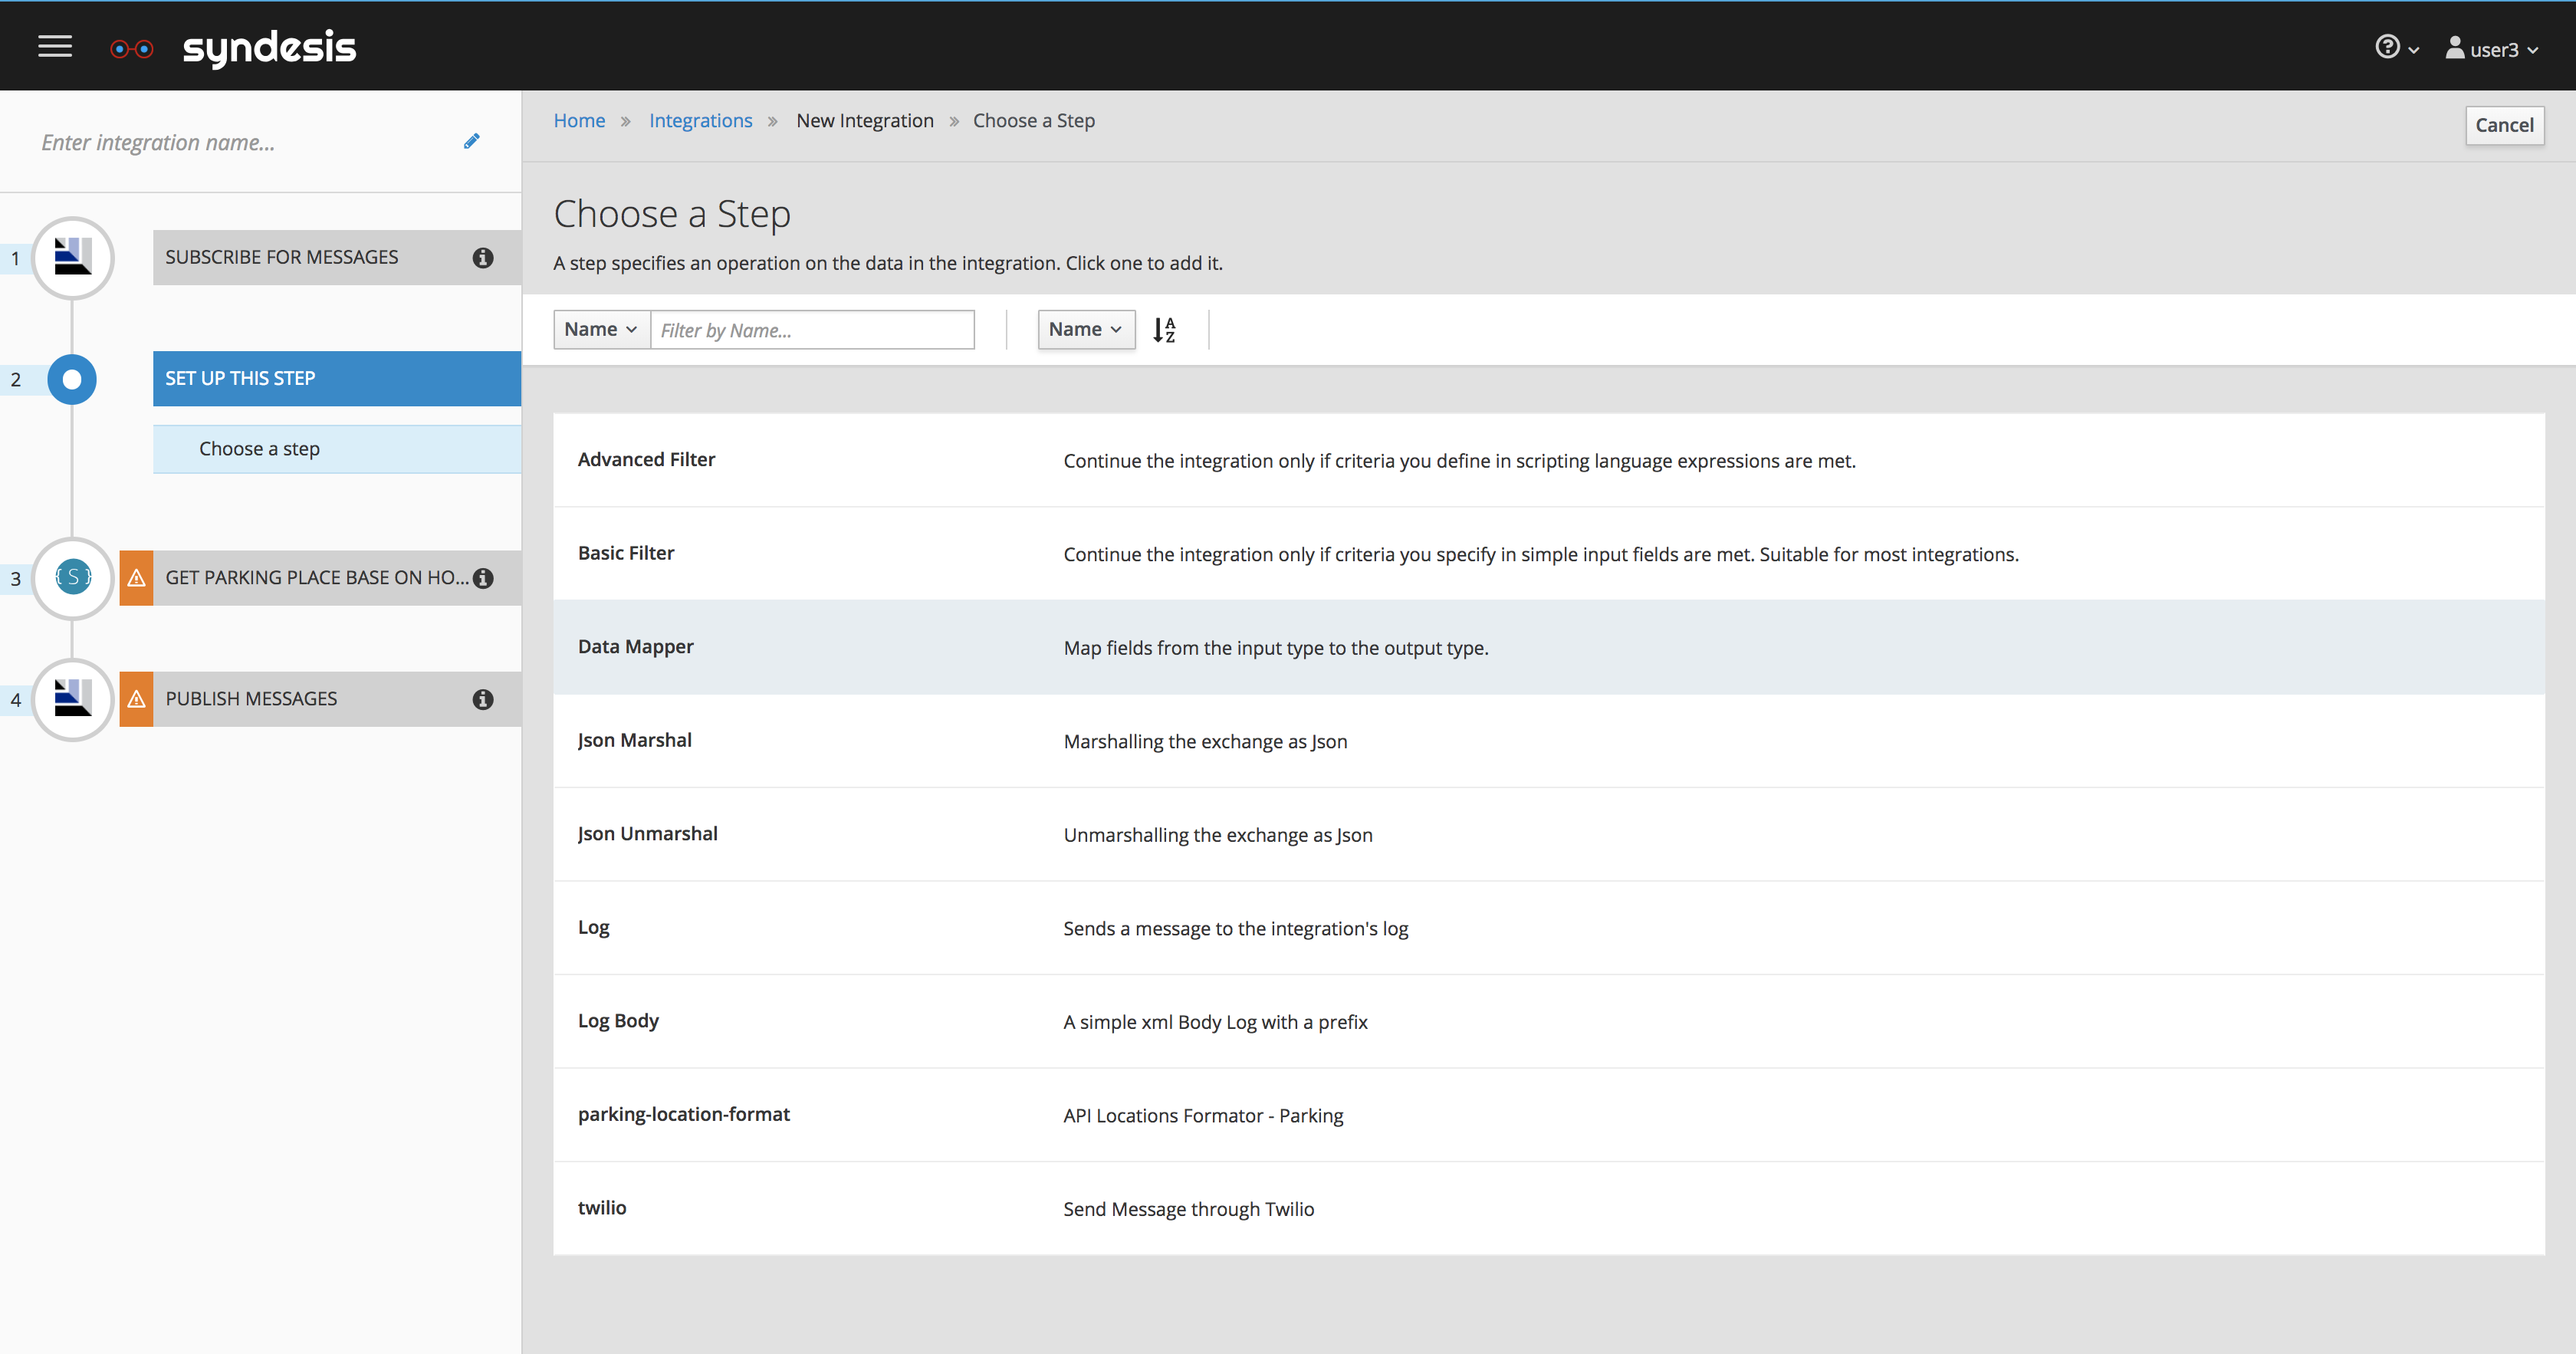 syndesis
user3
Enter integration name...
1
SUBSCRIBE FOR MESSAGES
2
SET UP THIS STEP
Choose a step
3
{ S }
GET PARKING PLACE BASE ON HO...
4
PUBLISH MESSAGES
Home » Integrations » New Integration » Choose a Step
Cancel
Choose a Step
A step specifies an operation on the data in the integration. Click one to add it.
Name
Filter by Name...
Name
A
Z
Advanced Filter
Continue the integration only if criteria you define in scripting language expressions are met.
Basic Filter
Continue the integration only if criteria you specify in simple input fields are met. Suitable for most integrations.
Data Mapper
Map fields from the input type to the output type.
Json Marshal
Marshalling the exchange as Json
Json Unmarshal
Unmarshalling the exchange as Json
Log
Sends a message to the integration's log
Log Body
A simple xml Body Log with a prefix
parking-location-format
API Locations Formator - Parking
twilio
Send Message through Twilio